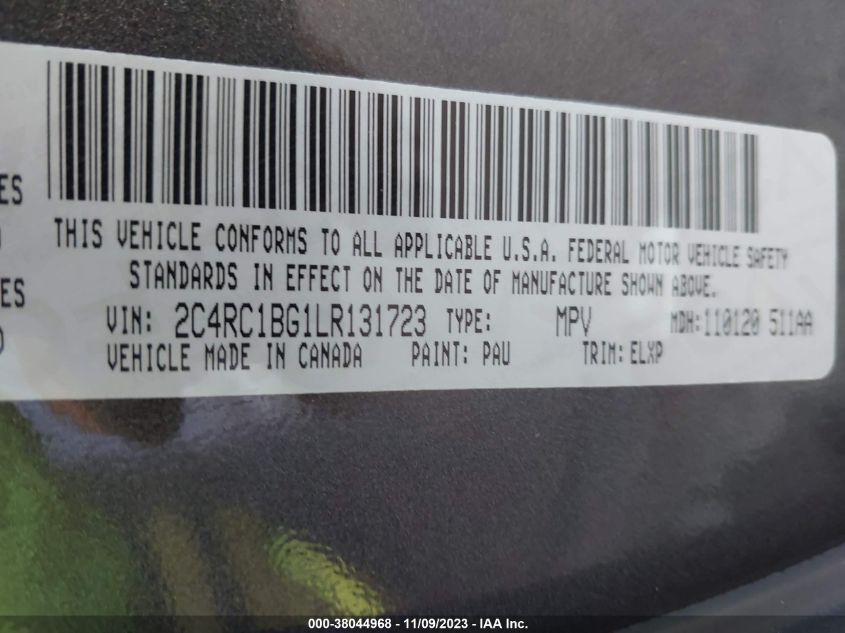 ES
)
ES
)
THIS VEHICLE CONFORMS TO ALL APPLICABLE U.S.A. FEDERAL MOTOR VEHICLE SAFETY
STANDARDS IN EFFECT ON THE DATE OF MANUFACTURE SHOWN ABOVE.
VIN: 2C4RC1BG1LR131723 TYPE: MPV MDH:110120 511AA
VEHICLE MADE IN CANADA PAINT: PAU TRIM: ELXP
000-38044968 - 11/09/2023 - IAA Inc.